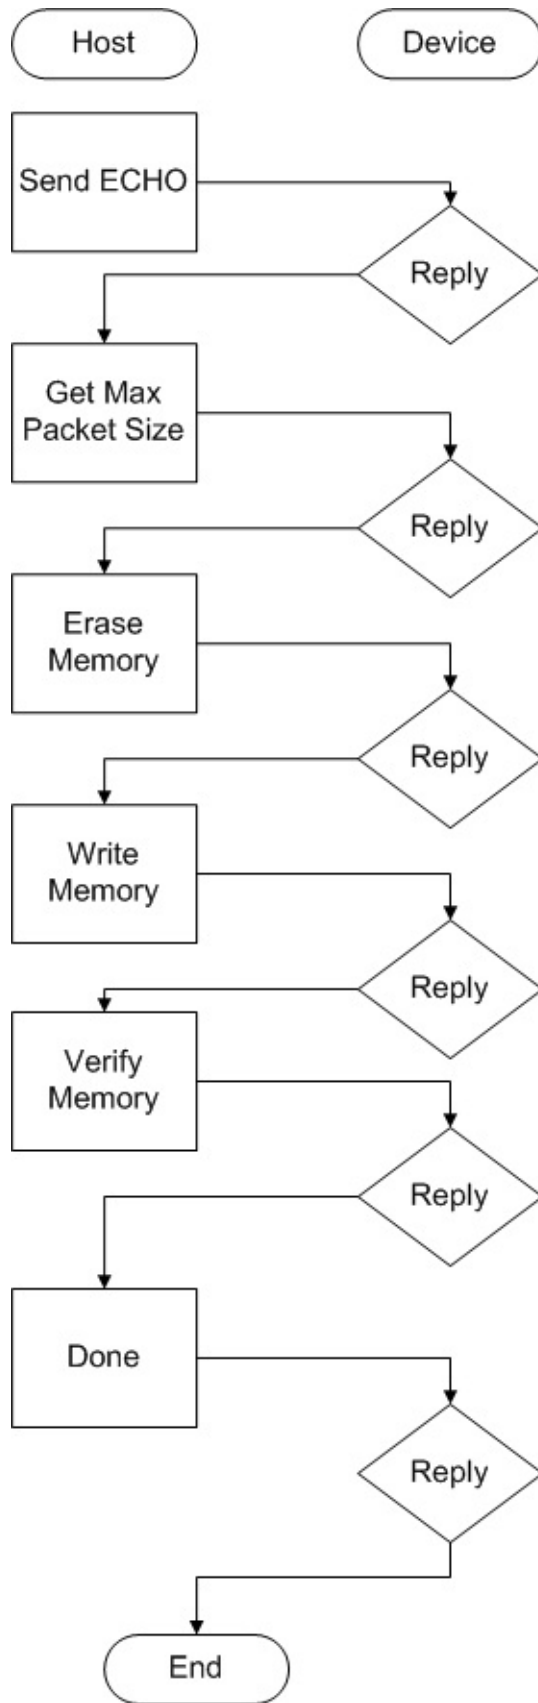 Host
Device
Send ECHO
Reply
Get Max
Packet Size
Reply
Erase
Memory
Reply
Write
Memory
Reply
Verify
Memory
Reply
Done
Reply
End